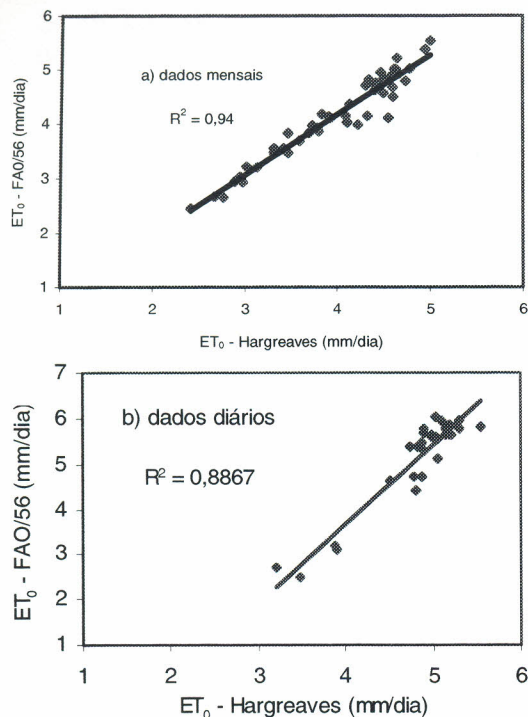 6
5
4
3
2
1
ET₀ - FA0/56 (mm/dia)
a) dados mensais
R² = 0,94
1 2 3 4 5 6
ET₀ - Hargreaves (mm/dia)
7
6
5
4
3
2
1
ET₀ - FAO/56 (mm/dia)
b) dados diários
R² = 0,8867
1 2 3 4 5 6
ET₀ - Hargreaves (mm/dia)